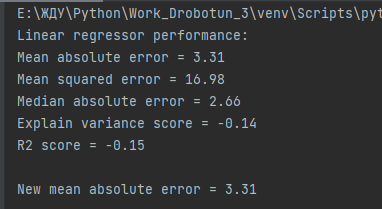 E:\ЖДУ\Python\Work_Drobotun_3\venv\Scripts\pyt
Linear regressor performance:
Mean absolute error = 3.31
Mean squared error = 16.98
Median absolute error = 2.66
Explain variance score = -0.14
R2 score = -0.15
New mean absolute error = 3.31